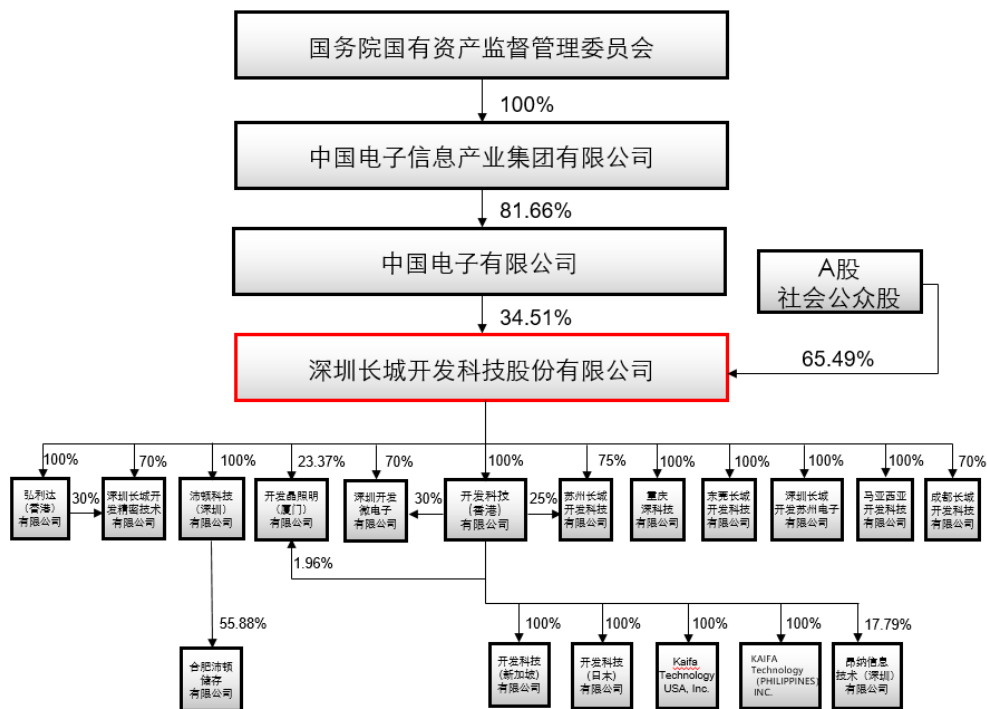 国务院国有资产监督管理委员会
100%
中国电子信息产业集团有限公司
81.66%
中国电子有限公司
A股
社会公众股
34.51%
65.49%
深圳长城开发科技股份有限公司
100%
70%
100%
23.37%
70%
100%
75%
100%
100%
100%
100%
70%
弘利达
(香港)
有限公司
30%
深圳长城开
发精密技术
有限公司
沛顿科技
(深圳)
有限公司
开发晶照明
(厦门)
有限公司
深圳开发
微电子
有限公司
30%
开发科技
(香港)
有限公司
25%
苏州长城
开发科技
有限公司
重庆
深科技
有限公司
东莞长城
开发科技
有限公司
深圳长城
开发苏州电子
有限公司
马亚西亚
开发科技
有限公司
成都长城
开发科技
有限公司
1.96%
55.88%
100%
100%
100%
100%
17.79%
合肥沛顿
储存
有限公司
开发科技
(新加坡)
有限公司
开发科技
(日本)
有限公司
Kaifa
Technology
USA, Inc.
KAIFA
Technology
(PHILIPPINES)
INC.
昂纳信息
技术（深圳）
有限公司